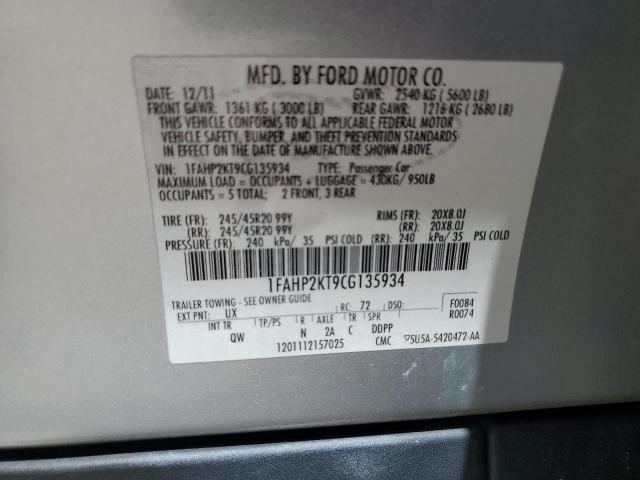 MFD. BY FORD MOTOR CO.
DATE: 12/11 GVWR: 2540 KG ( 5600 LB)
FRONT GAWR: 1361 KG ( 3000 LB) REAR GAWR: 1216 KG ( 2680 LB)
THIS VEHICLE CONFORMS TO ALL APPLICABLE FEDERAL MOTOR
VEHICLE SAFETY, BUMPER, AND THEFT PREVENTION STANDARDS
IN EFFECT ON THE DATE OF MANUFACTURE SHOWN ABOVE.
VIN: 1FAHP2KT9CG135934 TYPE: Passenger Car
MAXIMUM LOAD = OCCUPANTS + LUGGAGE = 430KG/ 950LB
OCCUPANTS = 5 TOTAL; 2 FRONT, 3 REAR
TIRE (FR): 245/45R20 99Y RIMS (FR): 20X8.0J
(RR): 245/45R20 99Y (RR): 20X8.0J
PRESSURE (FR): 240 kPa/ 35 PSI COLD (RR): 240 kPa/ 35 PSI COLD
1FAHP2KT9CG135934
TRAILER TOWING - SEE OWNER GUIDE
EXT PNT: UX RC: 72 DSO: F0084
R0074
INT TR TP/PS R AXLE TR SPR
QW N 2A C DDPP
1201112157025 CMC ▽5U5A-5420472-AA